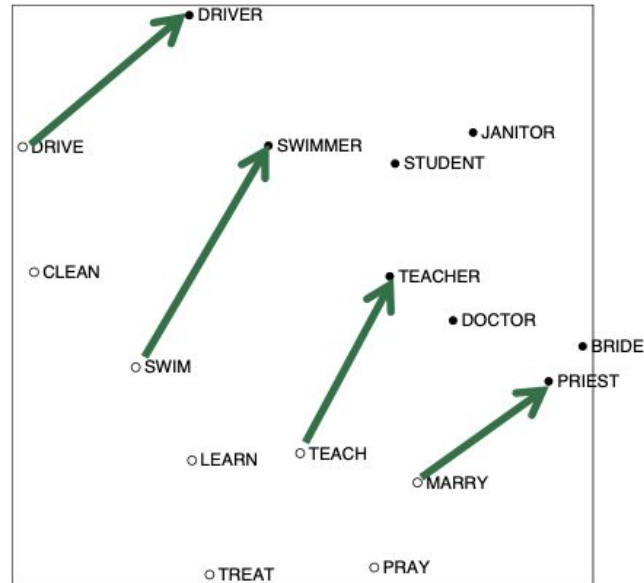 DRIVER
JANITOR
DRIVE
SWIMMER
STUDENT
CLEAN
TEACHER
DOCTOR
BRIDE
SWIM
PRIEST
LEARN
TEACH
MARRY
TREAT
PRAY